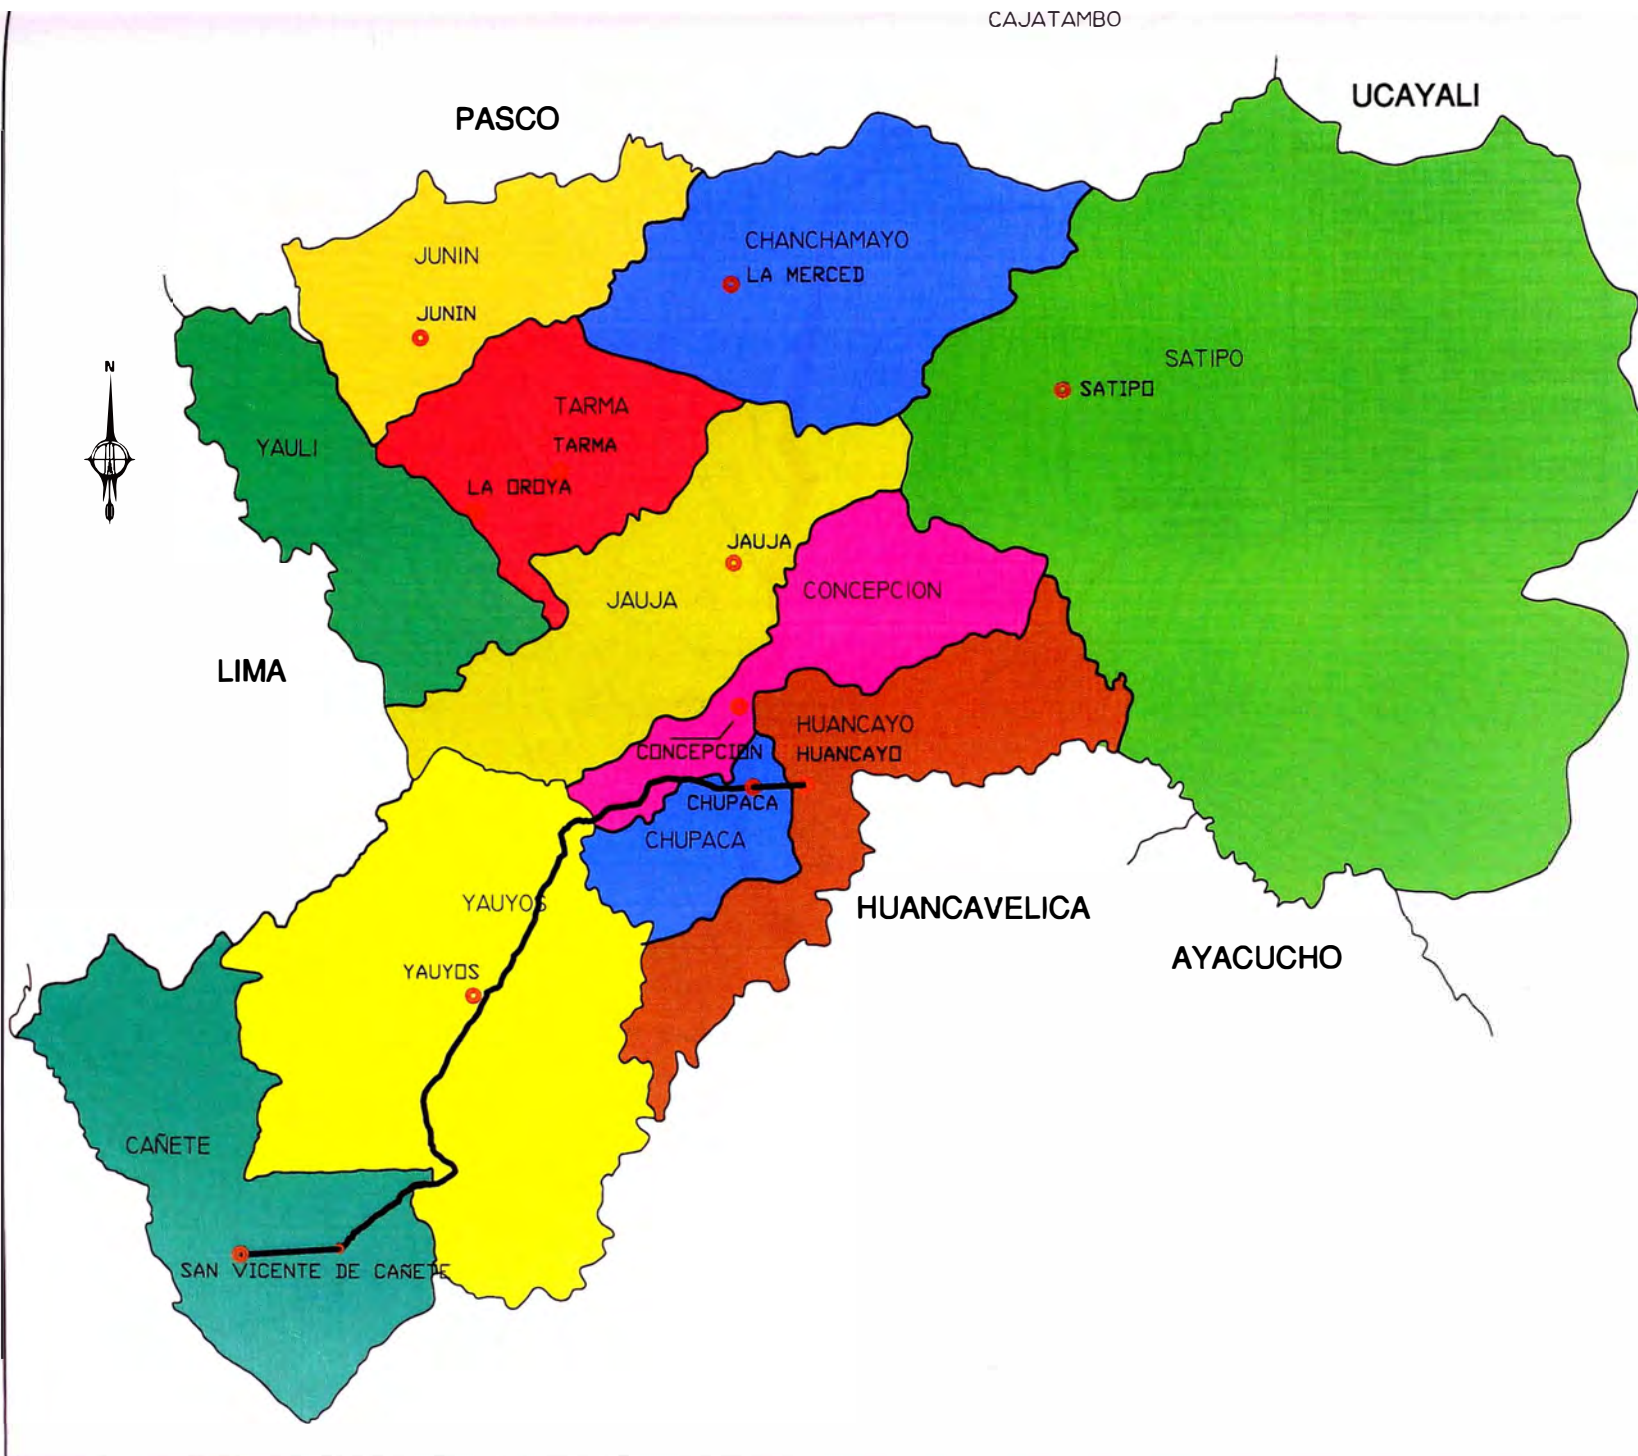 CAJATAMBO
UCAYALI
PASCO
CHANCHAMAYO
LA MERCED
JUNIN
JUNIN
SATIPO
SATIPO
N
TARMA
TARMA
YAULI
LA OROYA
JAUJA
JAUJA
CONCEPCION
LIMA
HUANCAYO
HUANCAYO
CONCEPCION
CHUPACA
CHUPACA
YAUYOS
HUANCAVELICA
AYACUCHO
YAUYOS
CAÑETE
SAN VICENTE DE CAÑETE